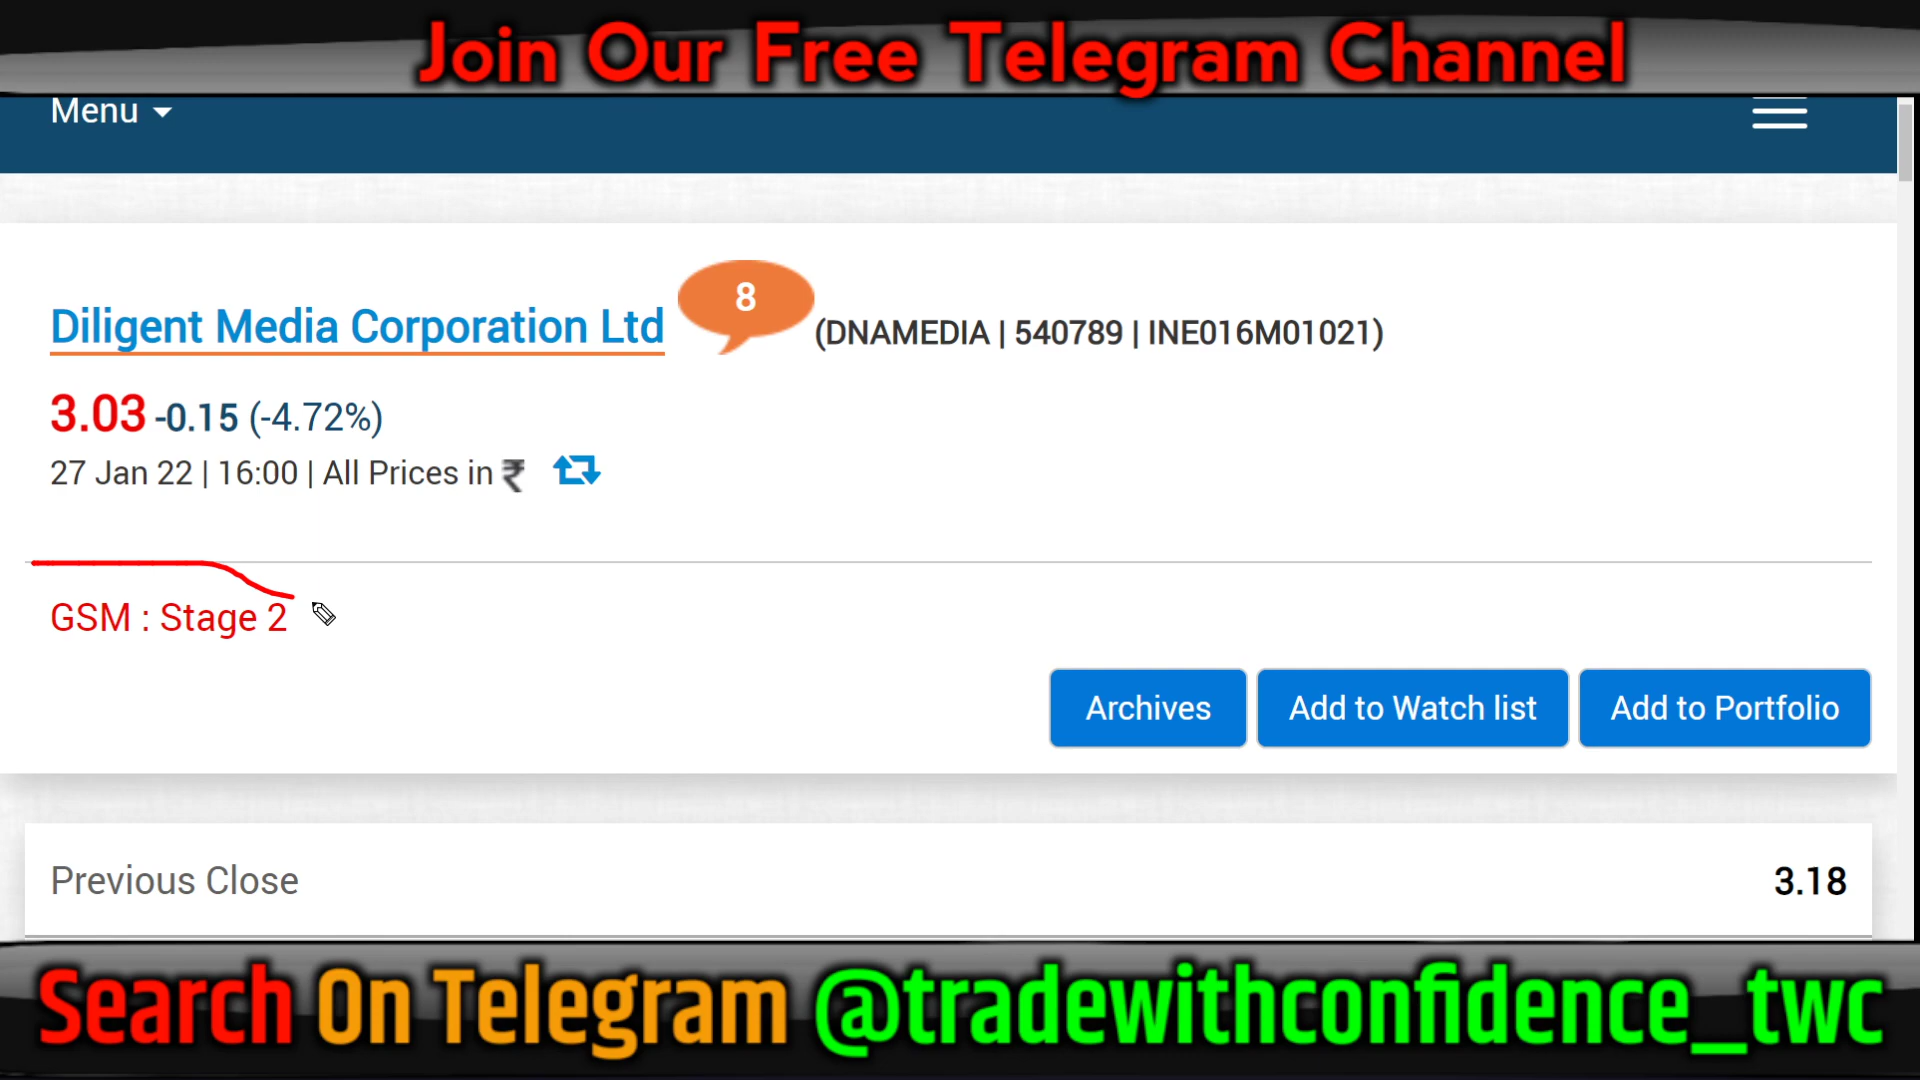 Join Our Free Telegram Channel
Menu
Diligent Media Corporation Ltd 8 (DNAMEDIA | 540789 | INE016M01021)
3.03 -0.15 (-4.72%)
27 Jan 22 | 16:00 | All Prices in ₹
GSM : Stage 2
Archives Add to Watch list Add to Portfolio
Previous Close 3.18
Search On Telegram @tradewithconfidence_twc